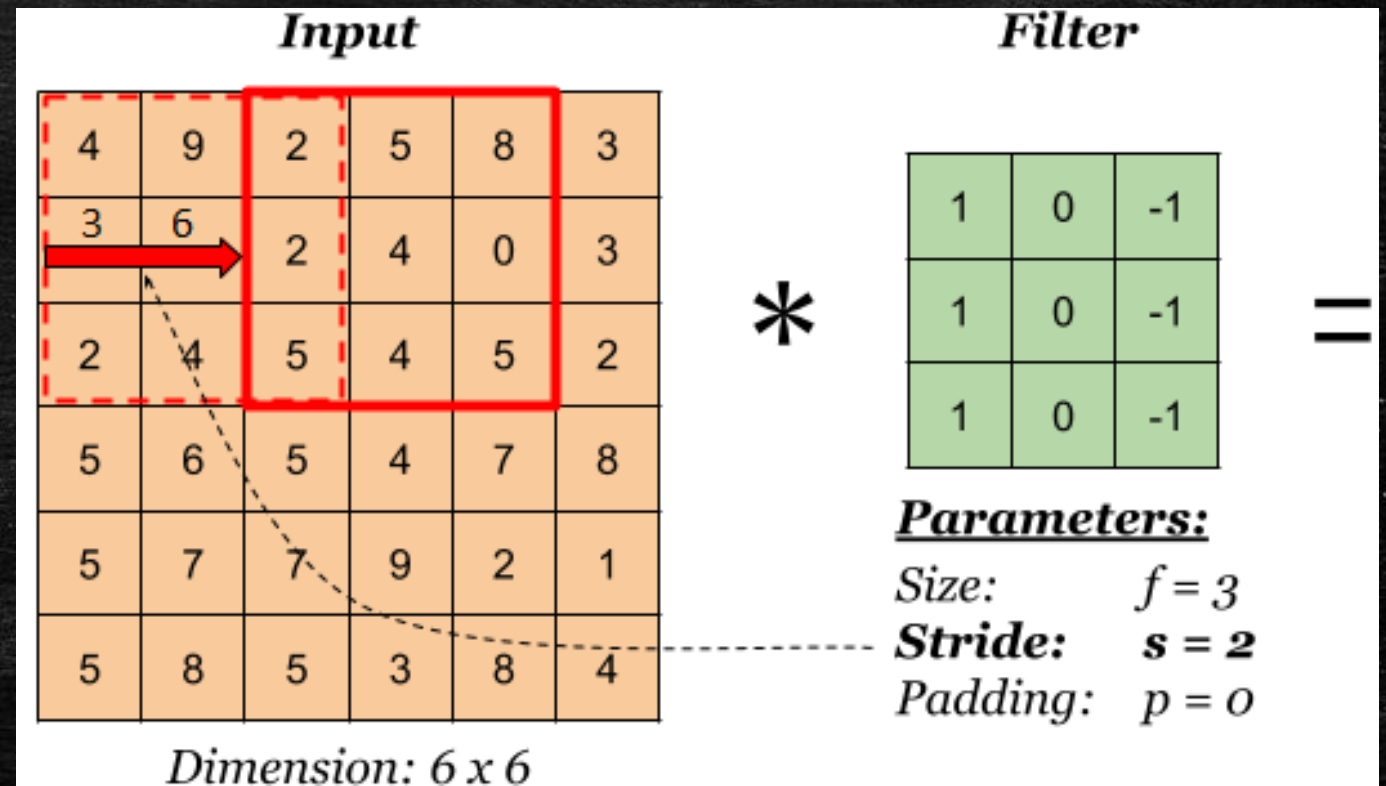 Input
4 9 2 5 8 3
3 6 2 4 0 3
2 4 5 4 5 2
5 6 5 4 7 8
5 7 7 9 2 1
5 8 5 3 8 4
Dimension: 6 x 6
*
Filter
1 0 -1
1 0 -1
1 0 -1
=
Parameters:
Size: f = 3
Stride: s = 2
Padding: p = 0